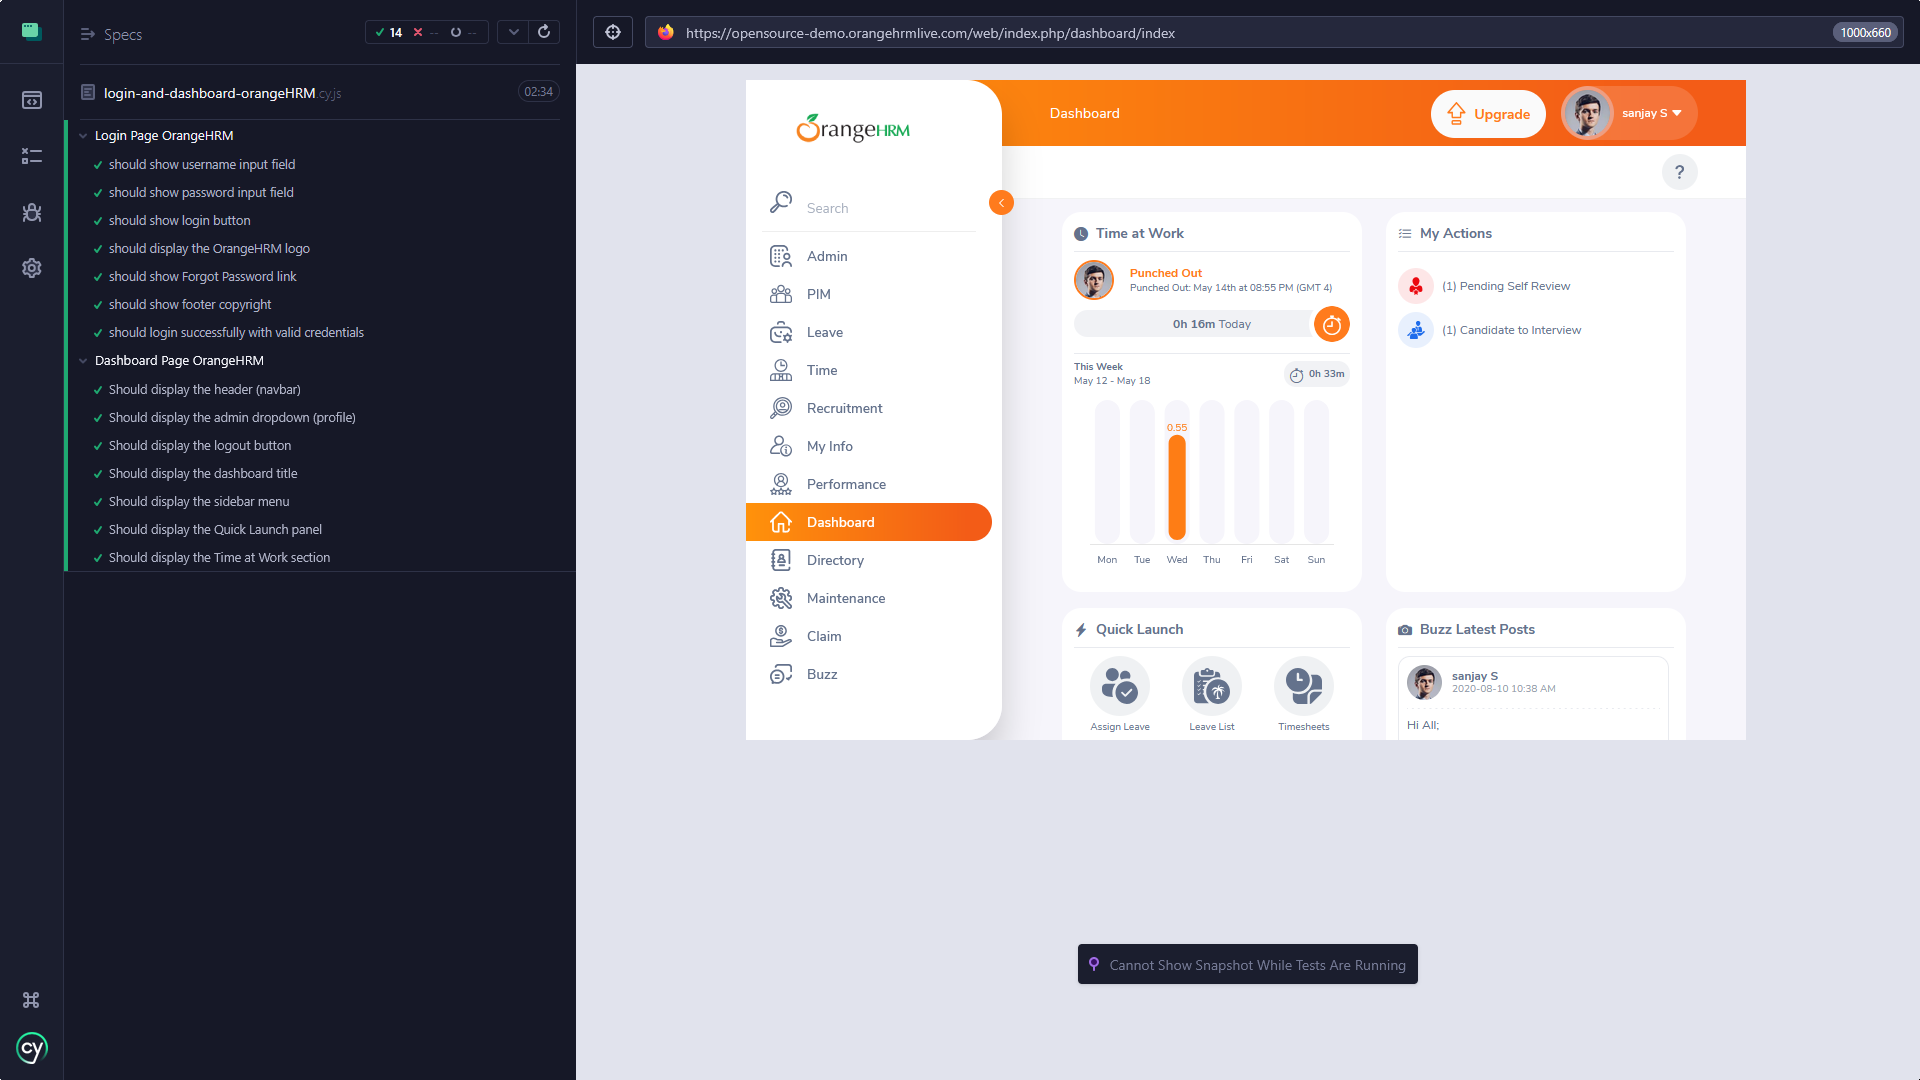 Specs
14 -- --
login-and-dashboard-orangeHRM.cy.js 02:34
Login Page OrangeHRM
should show username input field
should show password input field
should show login button
should display the OrangeHRM logo
should show Forgot Password link
should show footer copyright
should login successfully with valid credentials
Dashboard Page OrangeHRM
Should display the header (navbar)
Should display the admin dropdown (profile)
Should display the logout button
Should display the dashboard title
Should display the sidebar menu
Should display the Quick Launch panel
Should display the Time at Work section
cy
https://opensource-demo.orangehrmlive.com/web/index.php/dashboard/index
1000x660
OrangeHRM
Search
Admin
PIM
Leave
Time
Recruitment
My Info
Performance
Dashboard
Directory
Maintenance
Claim
Buzz
Dashboard
Upgrade
sanjay S
?
Time at Work
Punched Out
Punched Out: May 14th at 08:55 PM (GMT 4)
0h 16m Today
This Week
May 12 - May 18
0h 33m
0.55
Mon Tue Wed Thu Fri Sat Sun
My Actions
(1) Pending Self Review
(1) Candidate to Interview
Quick Launch
Assign Leave
Leave List
Timesheets
Buzz Latest Posts
sanjay S
2020-08-10 10:38 AM
Hi All;
Cannot Show Snapshot While Tests Are Running